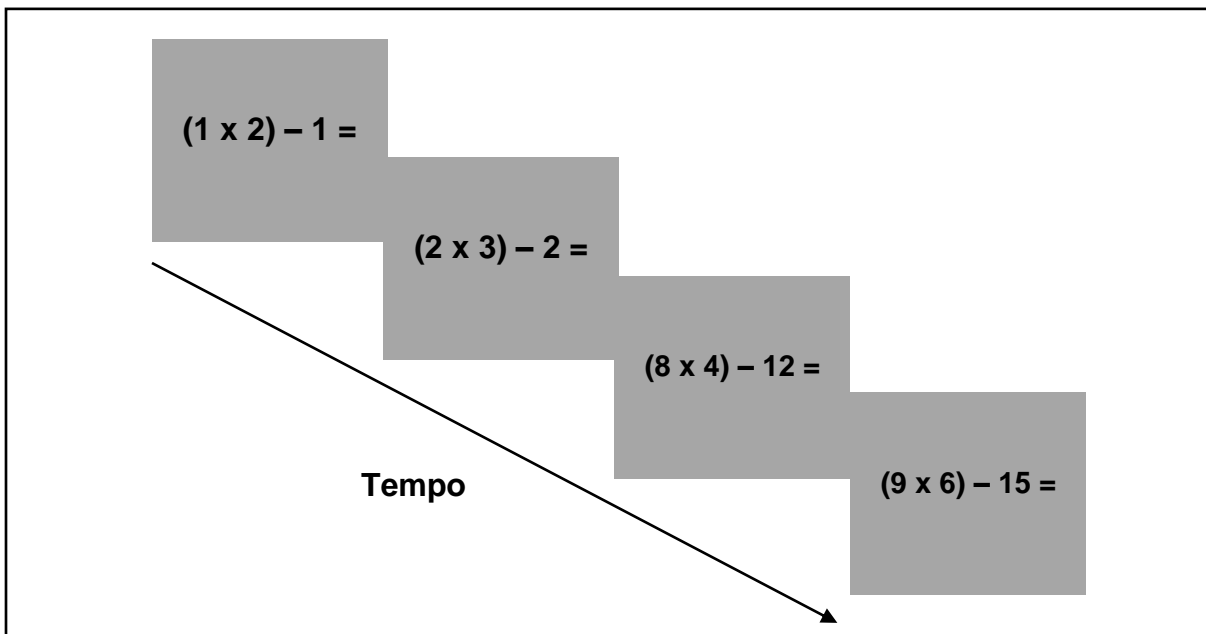 (1 x 2) – 1 =
(2 x 3) – 2 =
(8 x 4) – 12 =
(9 x 6) – 15 =
Tempo